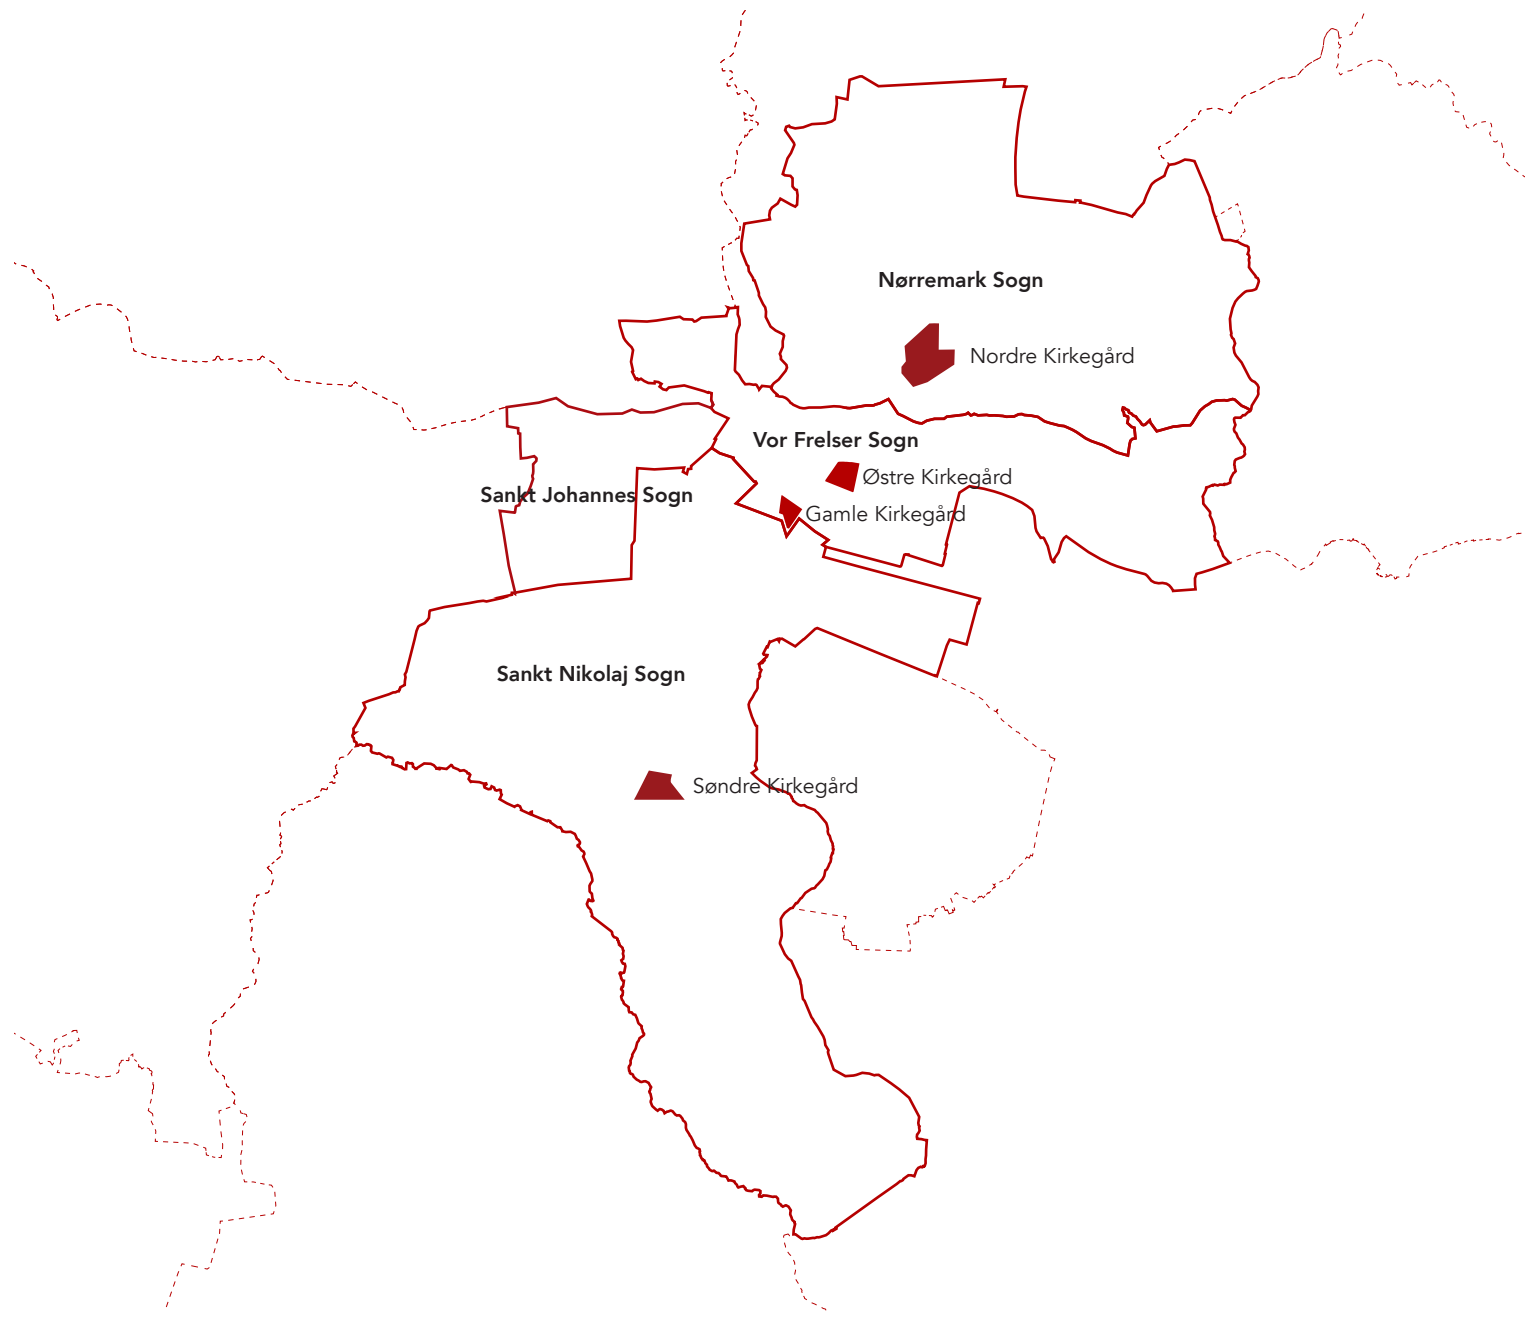 Nørremark Sogn
Nordre Kirkegård
Vor Frelser Sogn
Østre Kirkegård
Sankt Johannes Sogn
Gamle Kirkegård
Sankt Nikolaj Sogn
Søndre Kirkegård